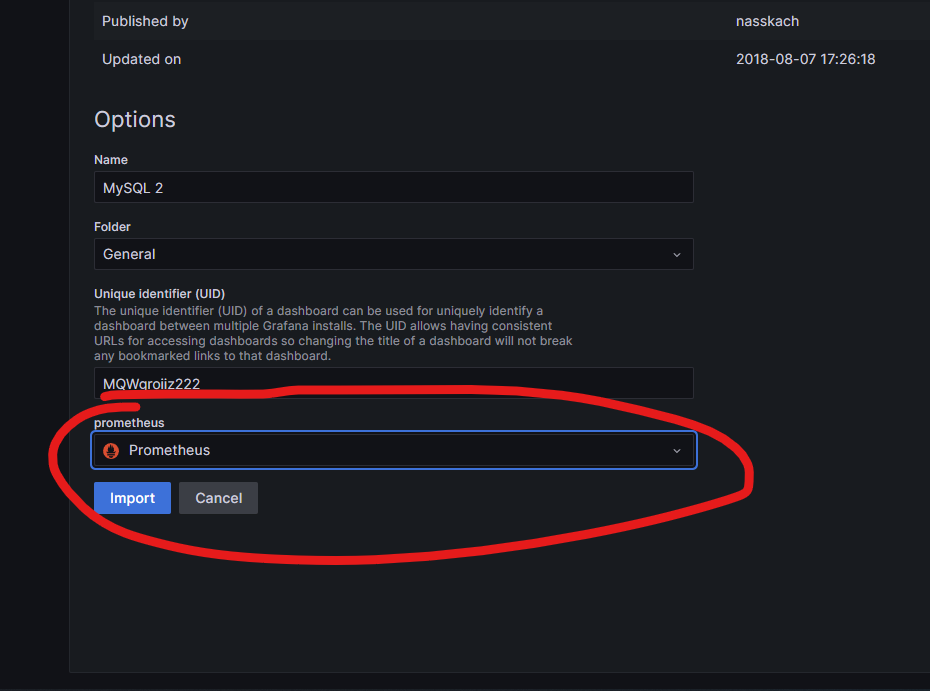 Published by nasskach
Updated on 2018-08-07 17:26:18
Options
Name
MySQL 2
Folder
General
Unique identifier (UID)
The unique identifier (UID) of a dashboard can be used for uniquely identify a
dashboard between multiple Grafana installs. The UID allows having consistent
URLs for accessing dashboards so changing the title of a dashboard will not break
any bookmarked links to that dashboard.
prometheus
Prometheus
Import Cancel